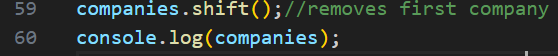 59 companies.shift();//removes first company
60 console.log(companies);